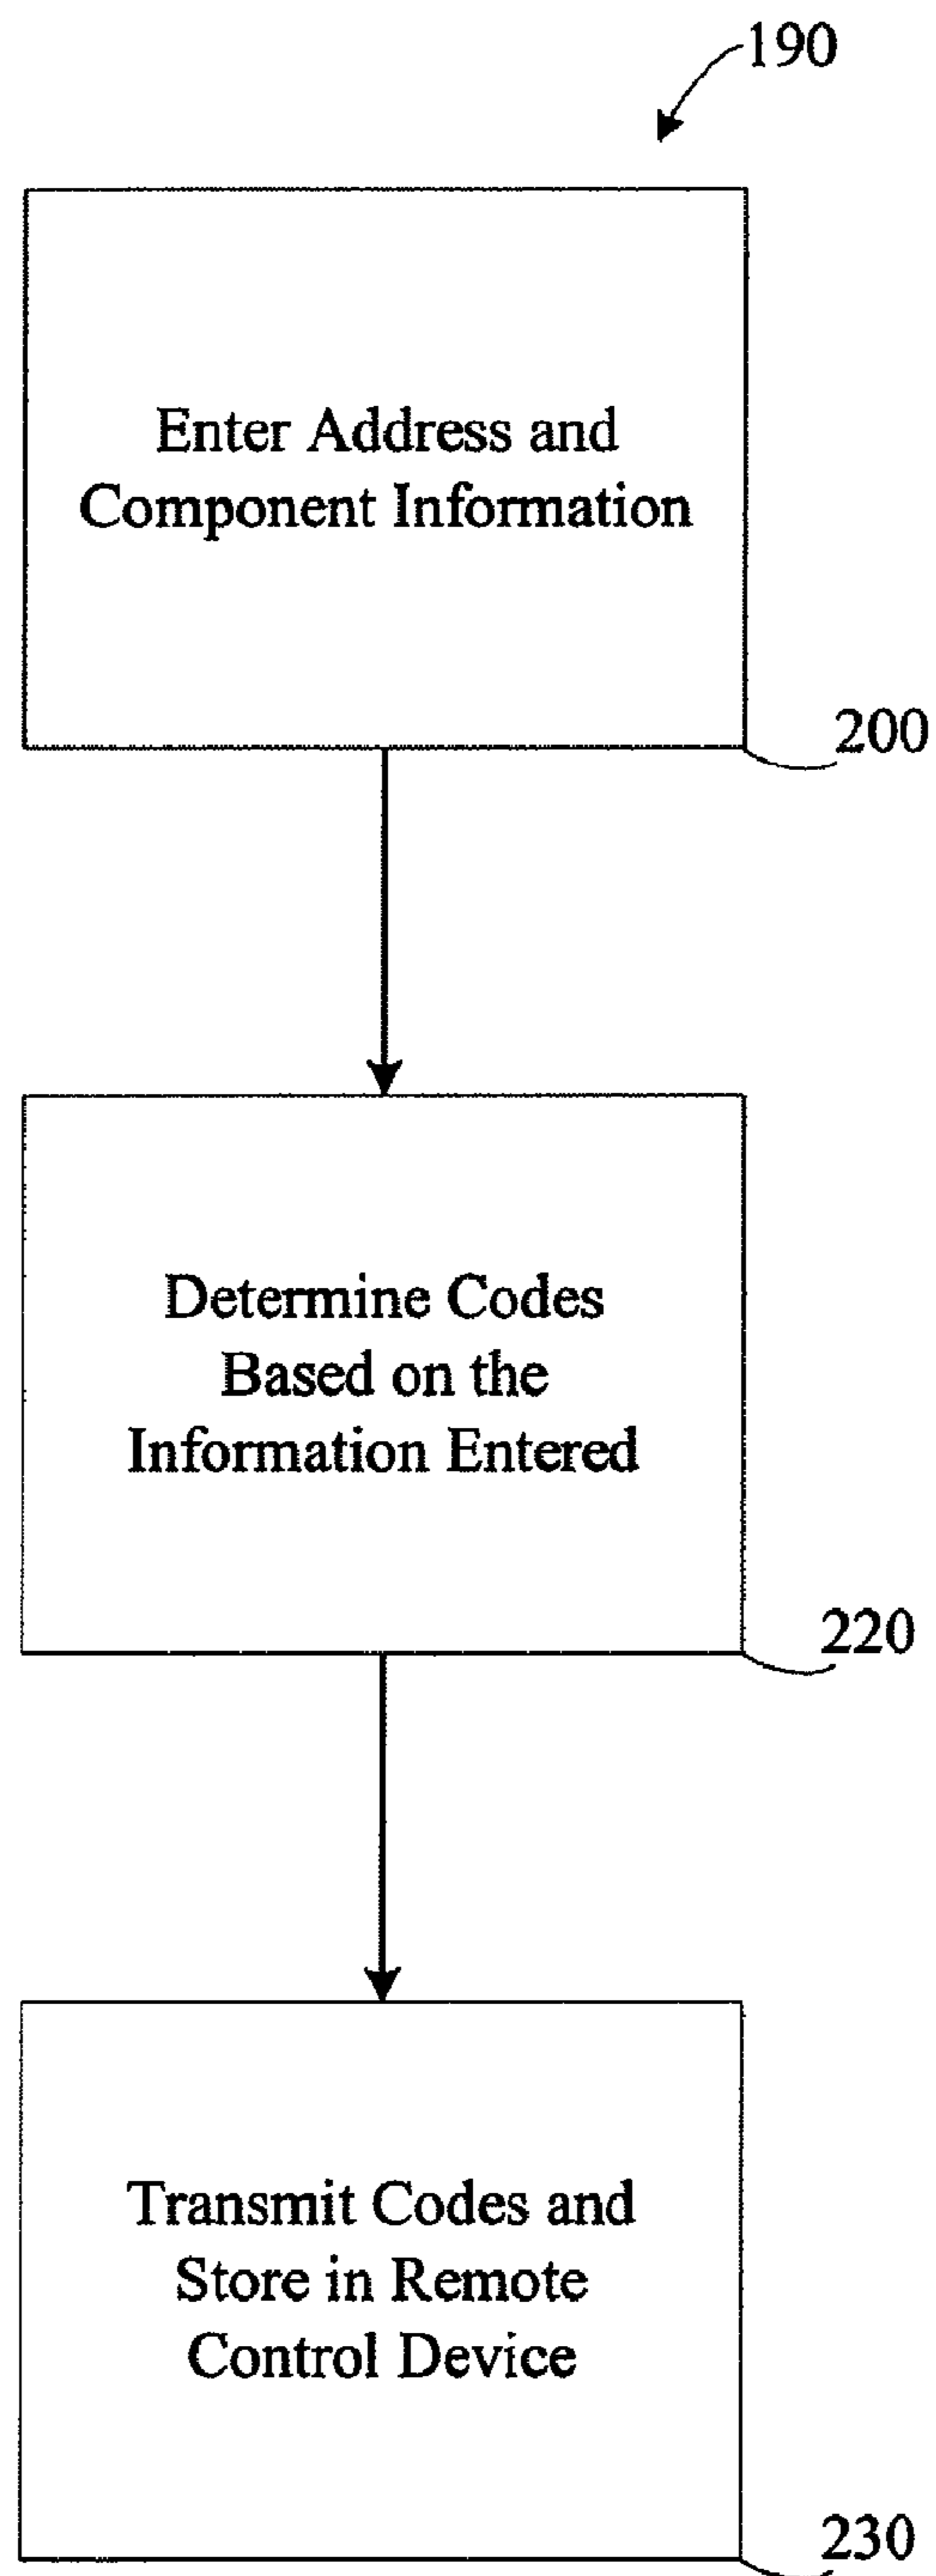 190
Enter Address and
Component Information
200
Determine Codes
Based on the
Information Entered
220
Transmit Codes and
Store in Remote
Control Device
230